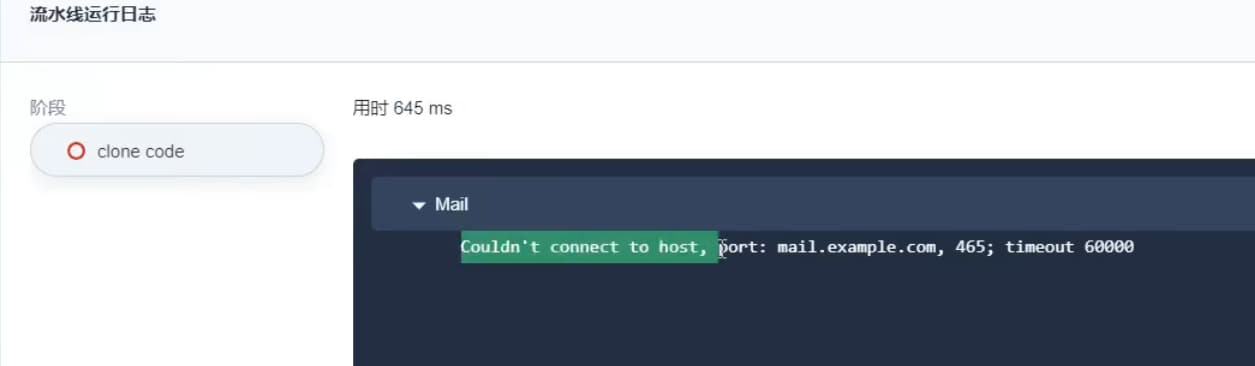 流水线运行日志
阶段
用时 645 ms
clone code
Mail
Couldn't connect to host, port: mail.example.com, 465; timeout 60000